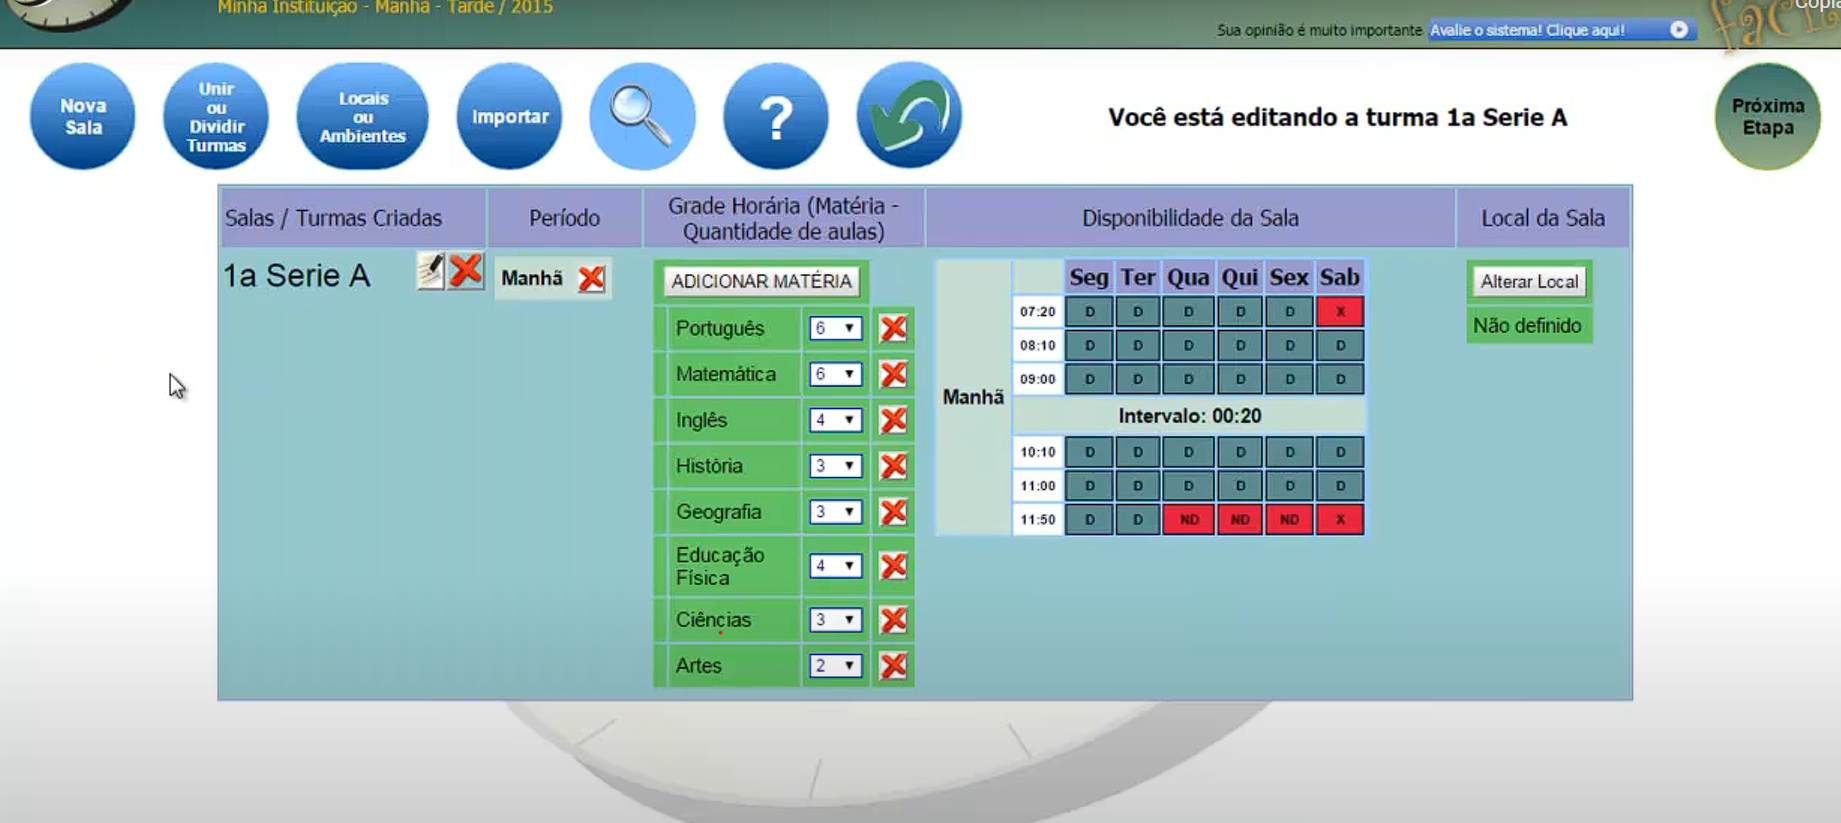 Minha Instituição - Manhã - Tarde / 2015
Sua opinião é muito importante Avalie o sistema! Clique aqui!
Nova
Sala
Unir
ou
Dividir
Turmas
Locais
ou
Ambientes
Importar
?
Você está editando a turma 1a Serie A
Próxima
Etapa
Salas / Turmas Criadas
Período
Grade Horária (Matéria -
Quantidade de aulas)
Disponibilidade da Sala
Local da Sala
1a Serie A
Manhã
ADICIONAR MATÉRIA
Português 6
Matemática 6
Inglês 4
História 3
Geografia 3
Educação
Física 4
Ciências 3
Artes 2
Manhã
Seg Ter Qua Qui Sex Sab
07:20 D D D D D X
08:10 D D D D D D
09:00 D D D D D D
Intervalo: 00:20
10:10 D D D D D D
11:00 D D D D D D
11:50 D D ND ND ND X
Alterar Local
Não definido